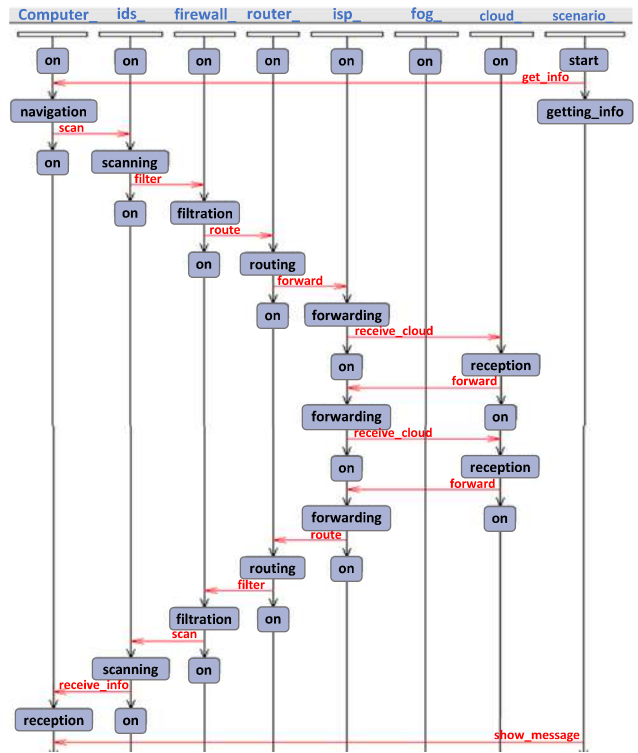 Computer_ ids_ firewall_ router_ isp_ fog_ cloud_ scenario_
on on on on on on on start
get_info
navigation getting_info
scan
on scanning
filter
on filtration
route
on routing
forward
on forwarding
receive_cloud
on reception
forward
forwarding on
receive_cloud
on reception
forward
forwarding on
route
routing on
filter
filtration on
scan
scanning on
receive_info
reception on
show_message